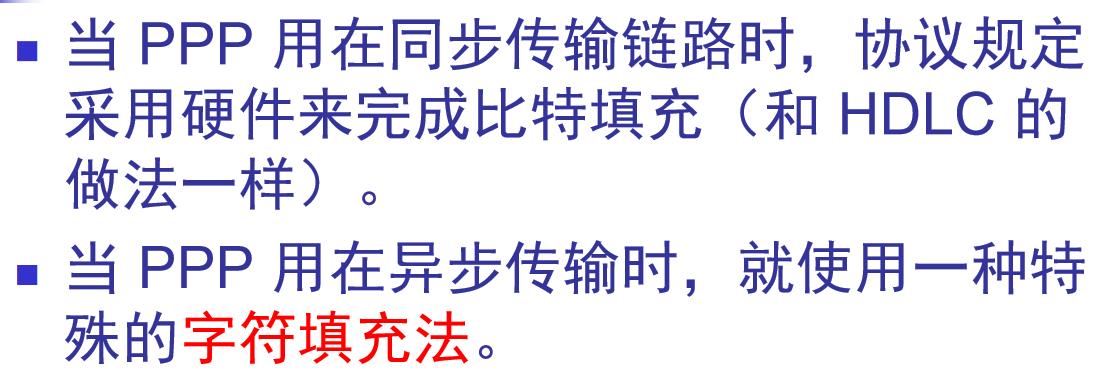 当 PPP 用在同步传输链路时，协议规定
采用硬件来完成比特填充（和 HDLC 的
做法一样）。
当 PPP 用在异步传输时，就使用一种特
殊的字符填充法。